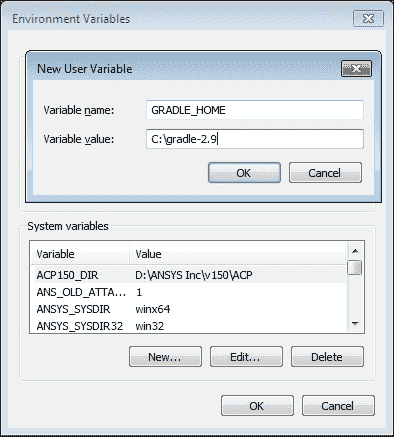 Environment Variables
New User Variable
Variable name: GRADLE_HOME
Variable value: C:\gradle-2.9
OK Cancel
System variables
Variable Value
ACP150_DIR D:\ANSYS Inc\v150\ACP
ANS_OLD_ATTA... 1
ANSYS_SYSDIR winx64
ANSYS_SYSDIR32 win32
New... Edit... Delete
OK Cancel